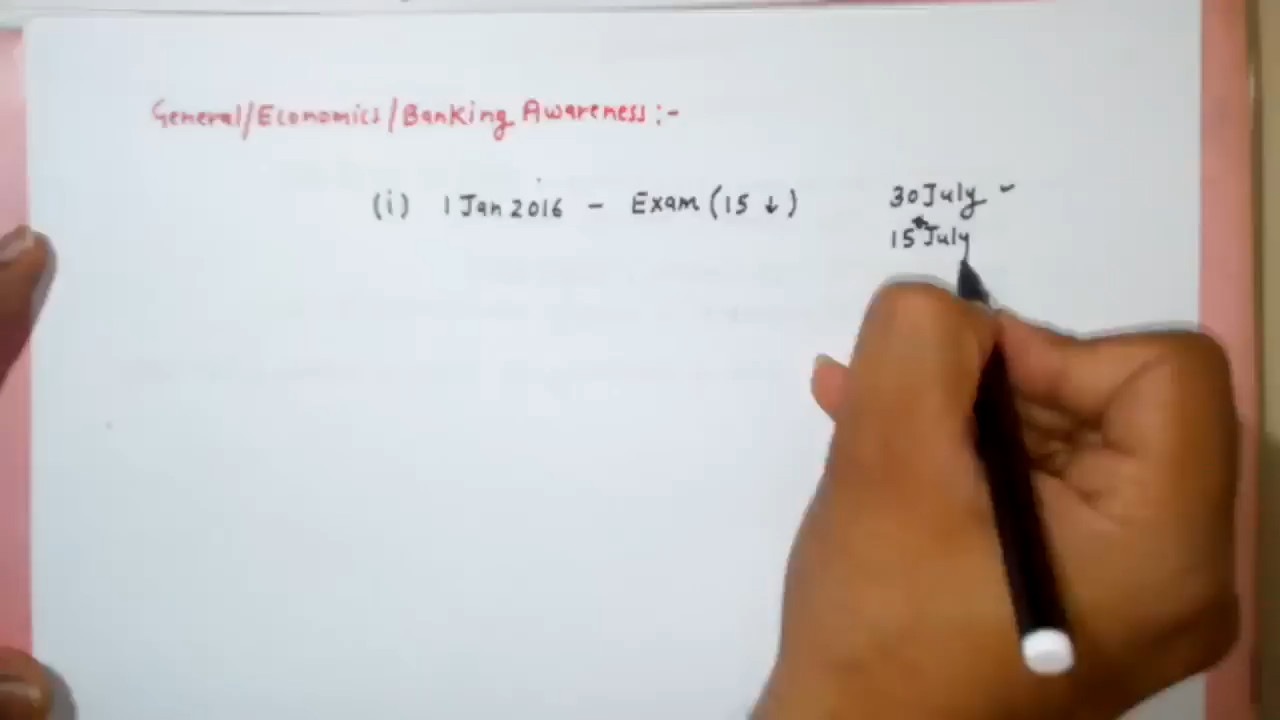 General/Economics/Banking Awareness:-
(i) 1 Jan 2016 - Exam (15 ↓) 30 July
15 July